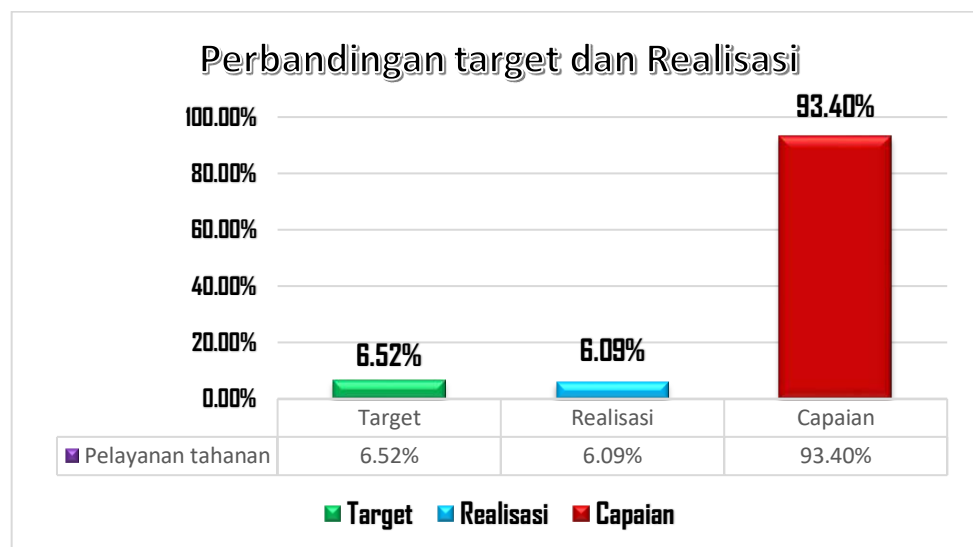 Perbandingan target dan Realisasi
93.40%
100.00%
80.00%
60.00%
40.00%
20.00%
6.52%
6.09%
0.00%
Target Realisasi Capaian
Pelayanan tahanan 6.52% 6.09% 93.40%
Target Realisasi Capaian